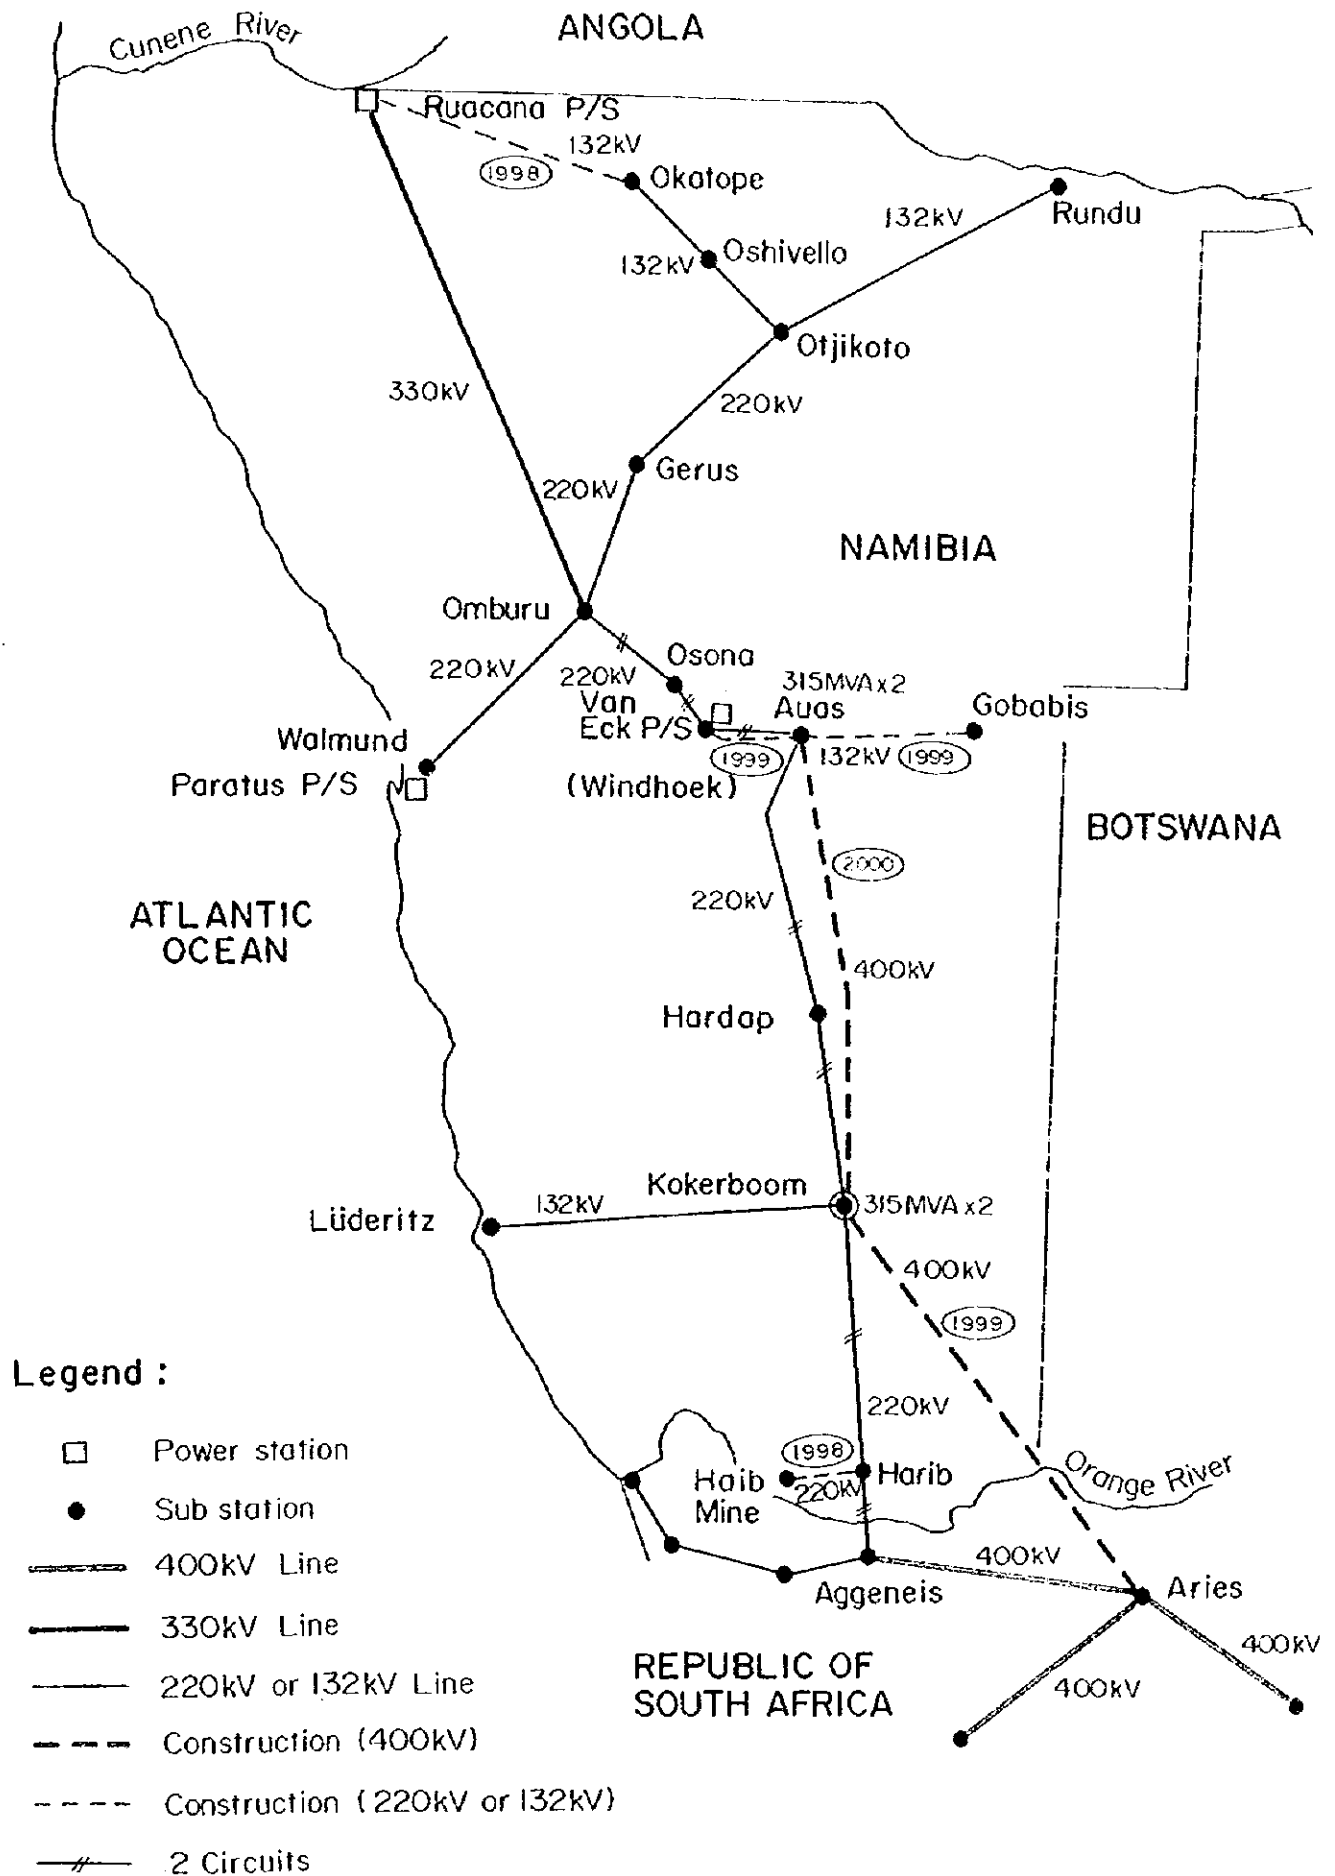 ANGOLA
Cunene River
Ruacana P/S
132kV
1998
Okatope
Rundu
132kV
Oshivello
132kV
Otjikoto
330kV
220kV
Gerus
220kV
NAMIBIA
Omburu
Osona
220kV
220kV
315MVA x2
Van
Eck P/S
Auas
Gobabis
Walmund
1999
132kV
1999
Paratus P/S
(Windhoek)
BOTSWANA
2000
220kV
ATLANTIC
OCEAN
400kV
Hardap
Kokerboom
132kV
315MVA x2
Lüderitz
400kV
1999
Legend :
220kV
Power station
1998
Haib
Mine
220kV
Harib
Orange River
Sub station
400kV Line
400kV
Aggeneis
Aries
330kV Line
400kV
REPUBLIC OF
SOUTH AFRICA
400kV
220kV or 132kV Line
Construction (400kV)
Construction (220kV or 132kV)
2 Circuits